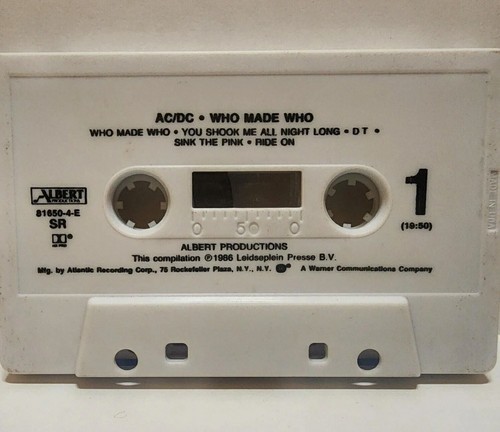 AC/DC • WHO MADE WHO
WHO MADE WHO • YOU SHOOK ME ALL NIGHT LONG • D T •
SINK THE PINK • RIDE ON
ALBERT
PRODUCTIONS
81650-4-E
SR
1
(19:50)
0 50 0
ALBERT PRODUCTIONS
This compilation ℗1986 Leidseplein Presse B.V.
Mfg. by Atlantic Recording Corp., 75 Rockefeller Plaza, N.Y., N.Y. A Warner Communications Company